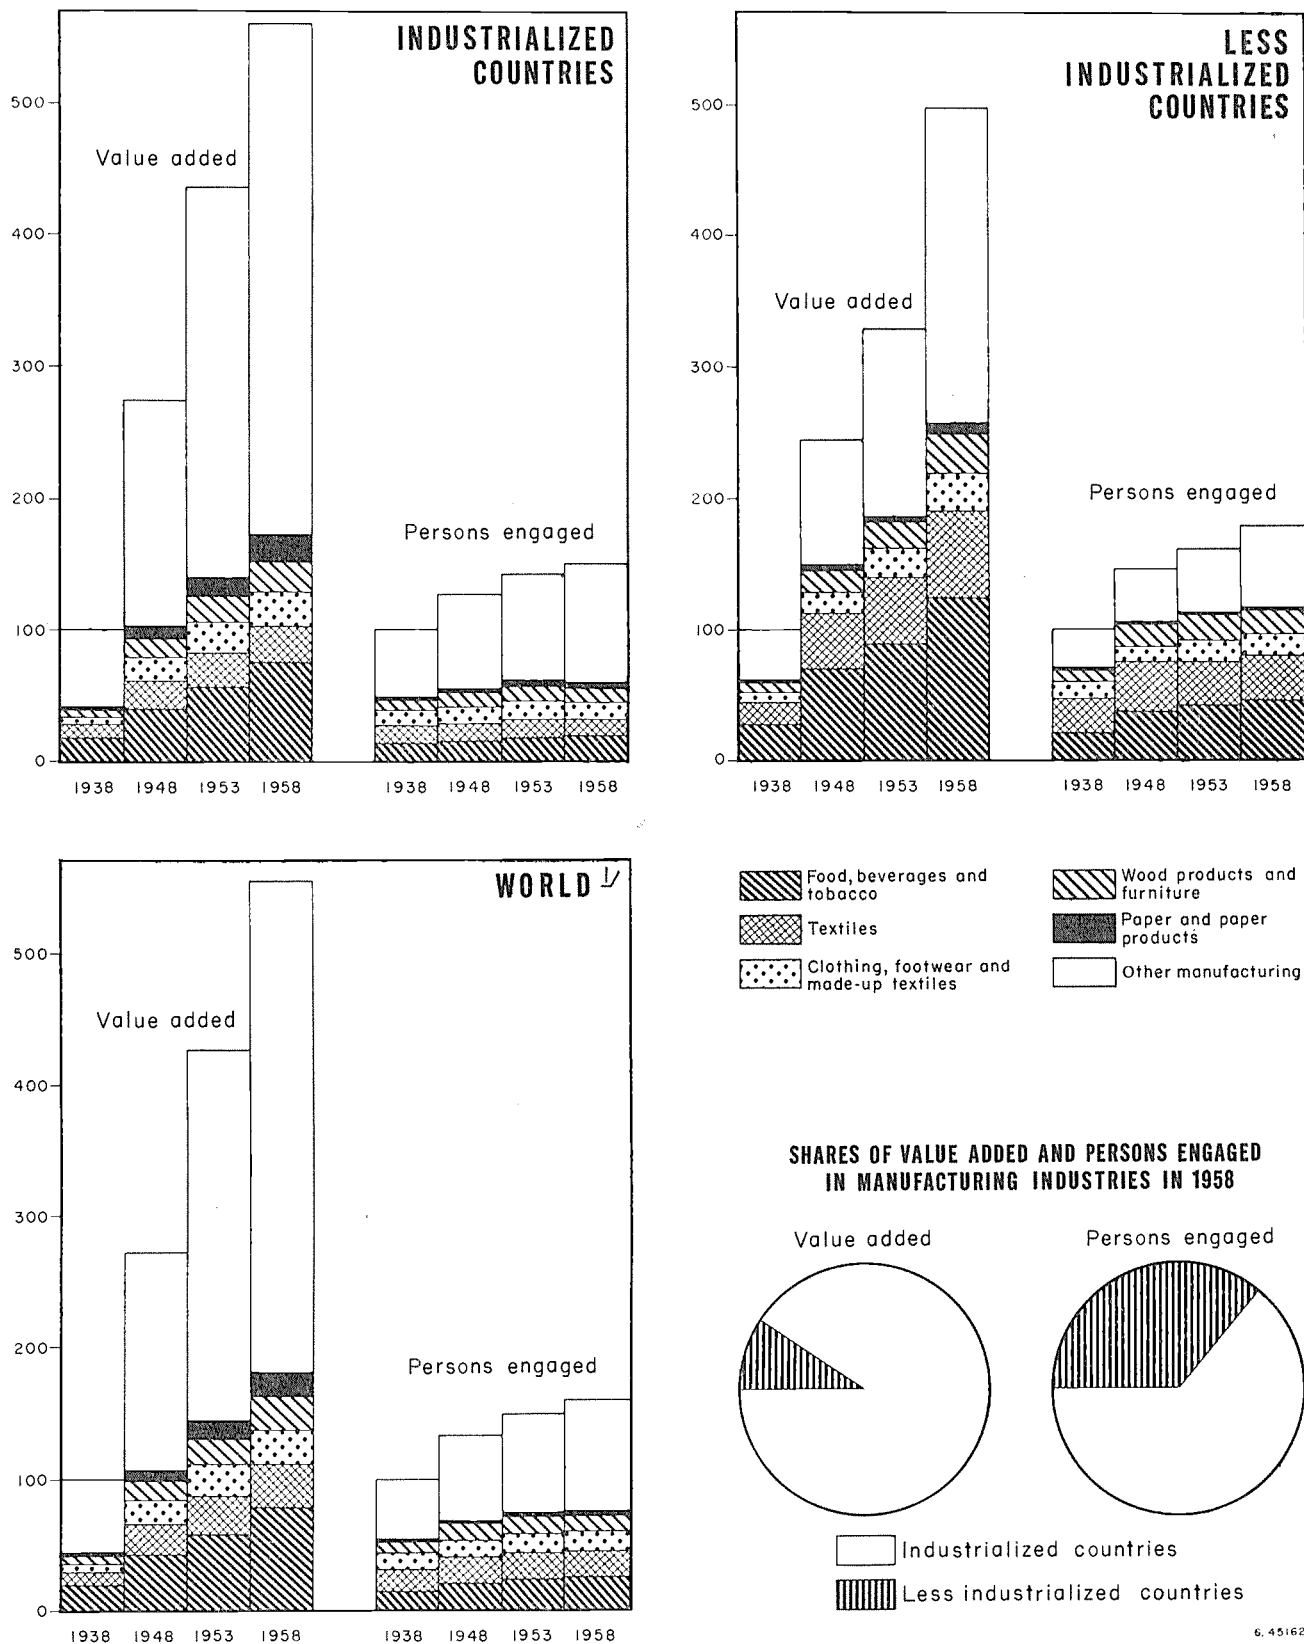 INDUSTRIALIZED
COUNTRIES
500
400
300
200
100
0
Value added
Persons engaged
1938 1948 1953 1958 1938 1948 1953 1958
LESS
INDUSTRIALIZED
COUNTRIES
500
400
300
200
100
0
Value added
Persons engaged
1938 1948 1953 1958 1938 1948 1953 1958
WORLD 1/
500
400
300
200
100
0
Value added
Persons engaged
1938 1948 1953 1958 1938 1948 1953 1958
Food, beverages and
tobacco
Textiles
Clothing, footwear and
made-up textiles
Wood products and
furniture
Paper and paper
products
Other manufacturing
SHARES OF VALUE ADDED AND PERSONS ENGAGED
IN MANUFACTURING INDUSTRIES IN 1958
Value added
Persons engaged
Industrialized countries
Less industrialized countries
6.45162